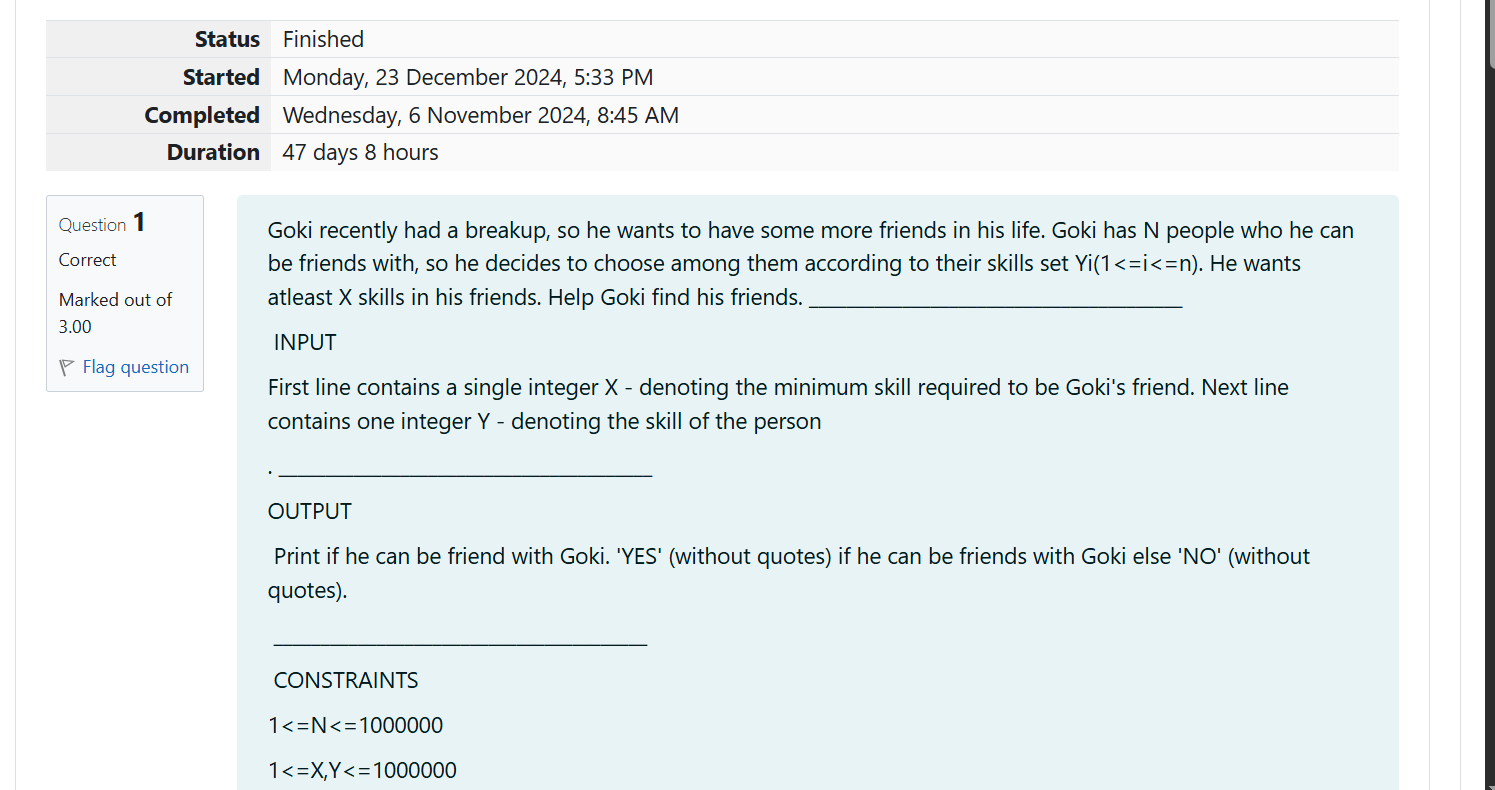 Status Finished
Started Monday, 23 December 2024, 5:33 PM
Completed Wednesday, 6 November 2024, 8:45 AM
Duration 47 days 8 hours
Question 1
Correct
Marked out of
3.00
Flag question
Goki recently had a breakup, so he wants to have some more friends in his life. Goki has N people who he can
be friends with, so he decides to choose among them according to their skills set Yi(1<=i<=n). He wants
atleast X skills in his friends. Help Goki find his friends. ________________________________
INPUT
First line contains a single integer X - denoting the minimum skill required to be Goki's friend. Next line
contains one integer Y - denoting the skill of the person
. ________________________________
OUTPUT
Print if he can be friend with Goki. 'YES' (without quotes) if he can be friends with Goki else 'NO' (without
quotes).
________________________________
CONSTRAINTS
1<=N<=1000000
1<=X,Y<=1000000